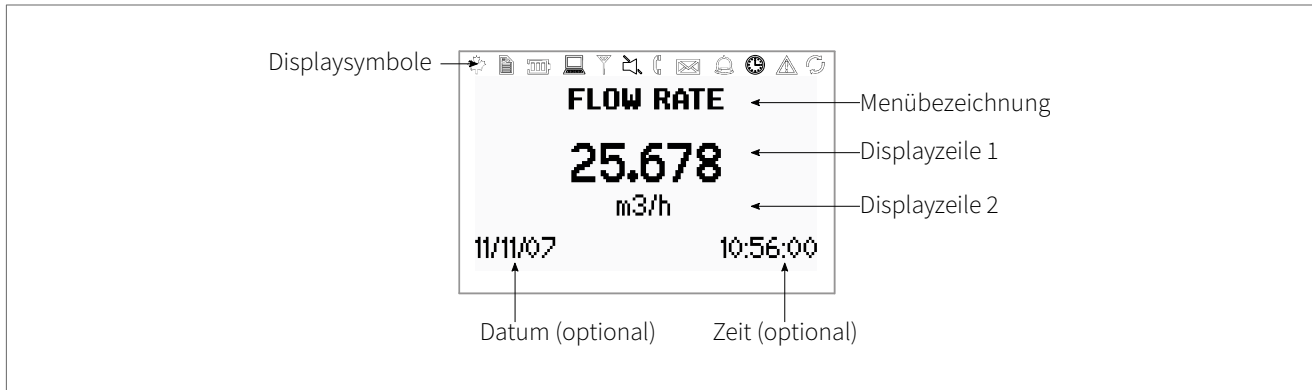 Displaysymbole
FLOW RATE
Menübezeichnung
25.678
Displayzeile 1
m3/h
Displayzeile 2
11/11/07
10:56:00
Datum (optional)
Zeit (optional)